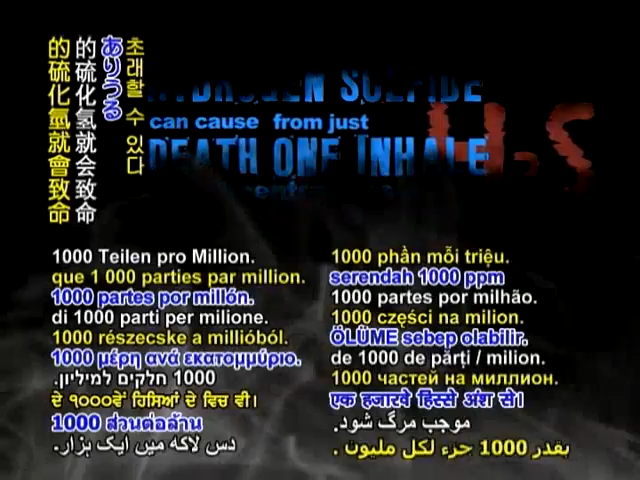 的硫化氫就會致命
的硫化氢就会致命
ありうる
초래할 수 있다
HYDROGEN SULFIDE
can cause from just
DEATH ONE INHALE
H₂S
1000 Teilen pro Million.
que 1 000 parties par million.
1000 partes por millón.
di 1000 parti per milione.
1000 részecske a millióból.
1000 μέρη ανά εκατομμύριο.
1000 חלקים למיליון.
ਦੇ ੧੦੦੦ਵੇਂ ਹਿਸਿਆਂ ਦੇ ਵਿਚ ਵੀ।
1000 ส่วนต่อล้าน
دس لاکھ میں ایک ہزار.
1000 phần mỗi triệu.
serendah 1000 ppm
1000 partes por milhão.
1000 części na milion.
ÖLÜME sebep olabilir.
de 1000 de părți / milion.
1000 частей на миллион.
एक हजारवे हिस्से अंश से।
موجب مرگ شود.
بقدر 1000 جزء لكل مليون .